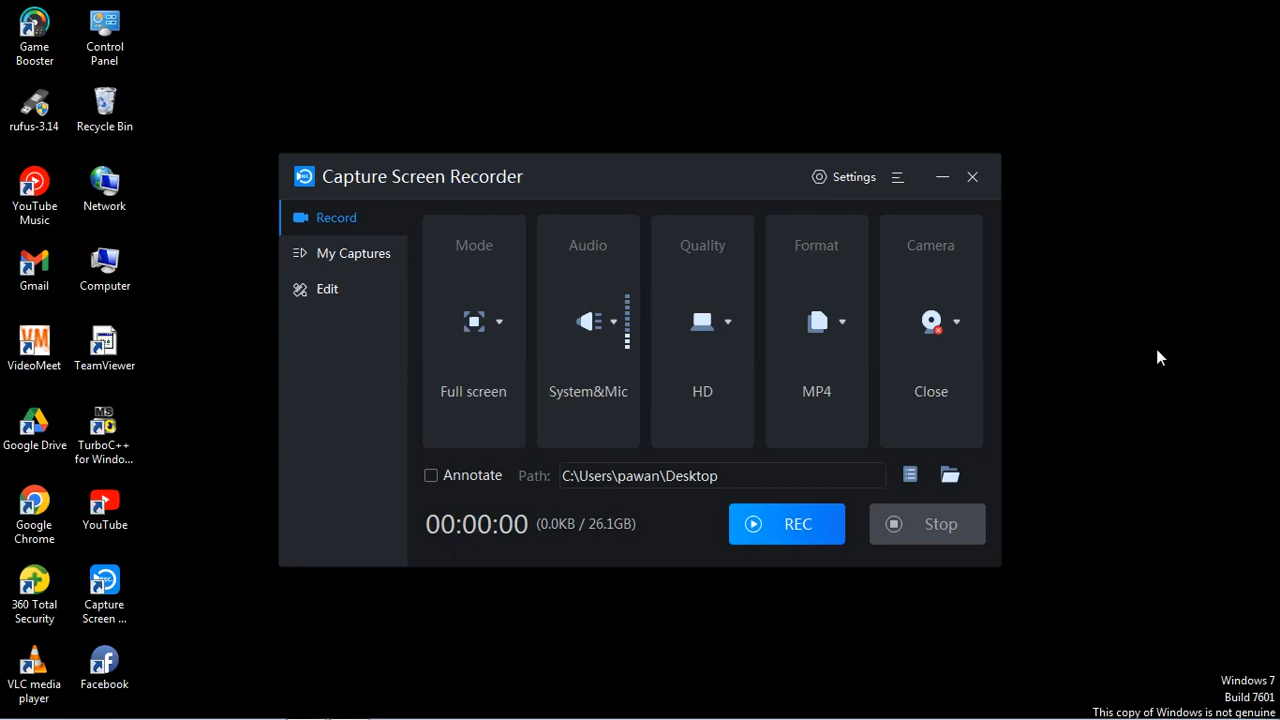 Game
Booster
Control
Panel
rufus-3.14
Recycle Bin
YouTube
Music
Network
Gmail
Computer
VideoMeet
TeamViewer
Google Drive
TurboC++
for Windo...
Google
Chrome
YouTube
360 Total
Security
Capture
Screen ...
VLC media
player
Facebook
Capture Screen Recorder
Settings
Record
My Captures
Edit
Mode
Audio
Quality
Format
Camera
Full screen
System&Mic
HD
MP4
Close
Annotate
Path: C:\Users\pawan\Desktop
00:00:00 (0.0KB / 26.1GB)
REC
Stop
Windows 7
Build 7601
This copy of Windows is not genuine